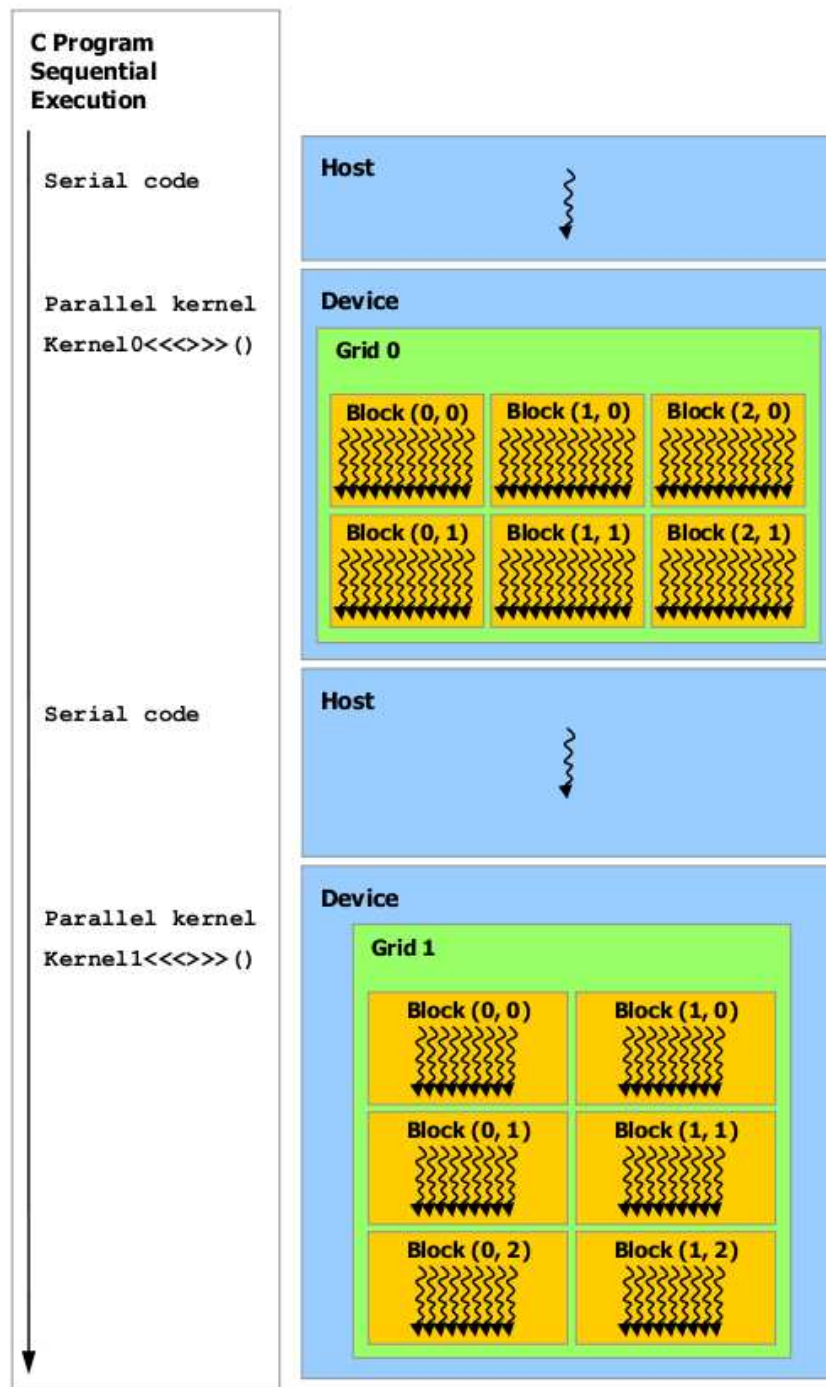 C Program
Sequential
Execution
Serial code
Host
Parallel kernel
Kernel0<<<>>>()
Device
Grid 0
Block (0, 0)
Block (1, 0)
Block (2, 0)
Block (0, 1)
Block (1, 1)
Block (2, 1)
Serial code
Host
Parallel kernel
Kernel1<<<>>>()
Device
Grid 1
Block (0, 0)
Block (1, 0)
Block (0, 1)
Block (1, 1)
Block (0, 2)
Block (1, 2)